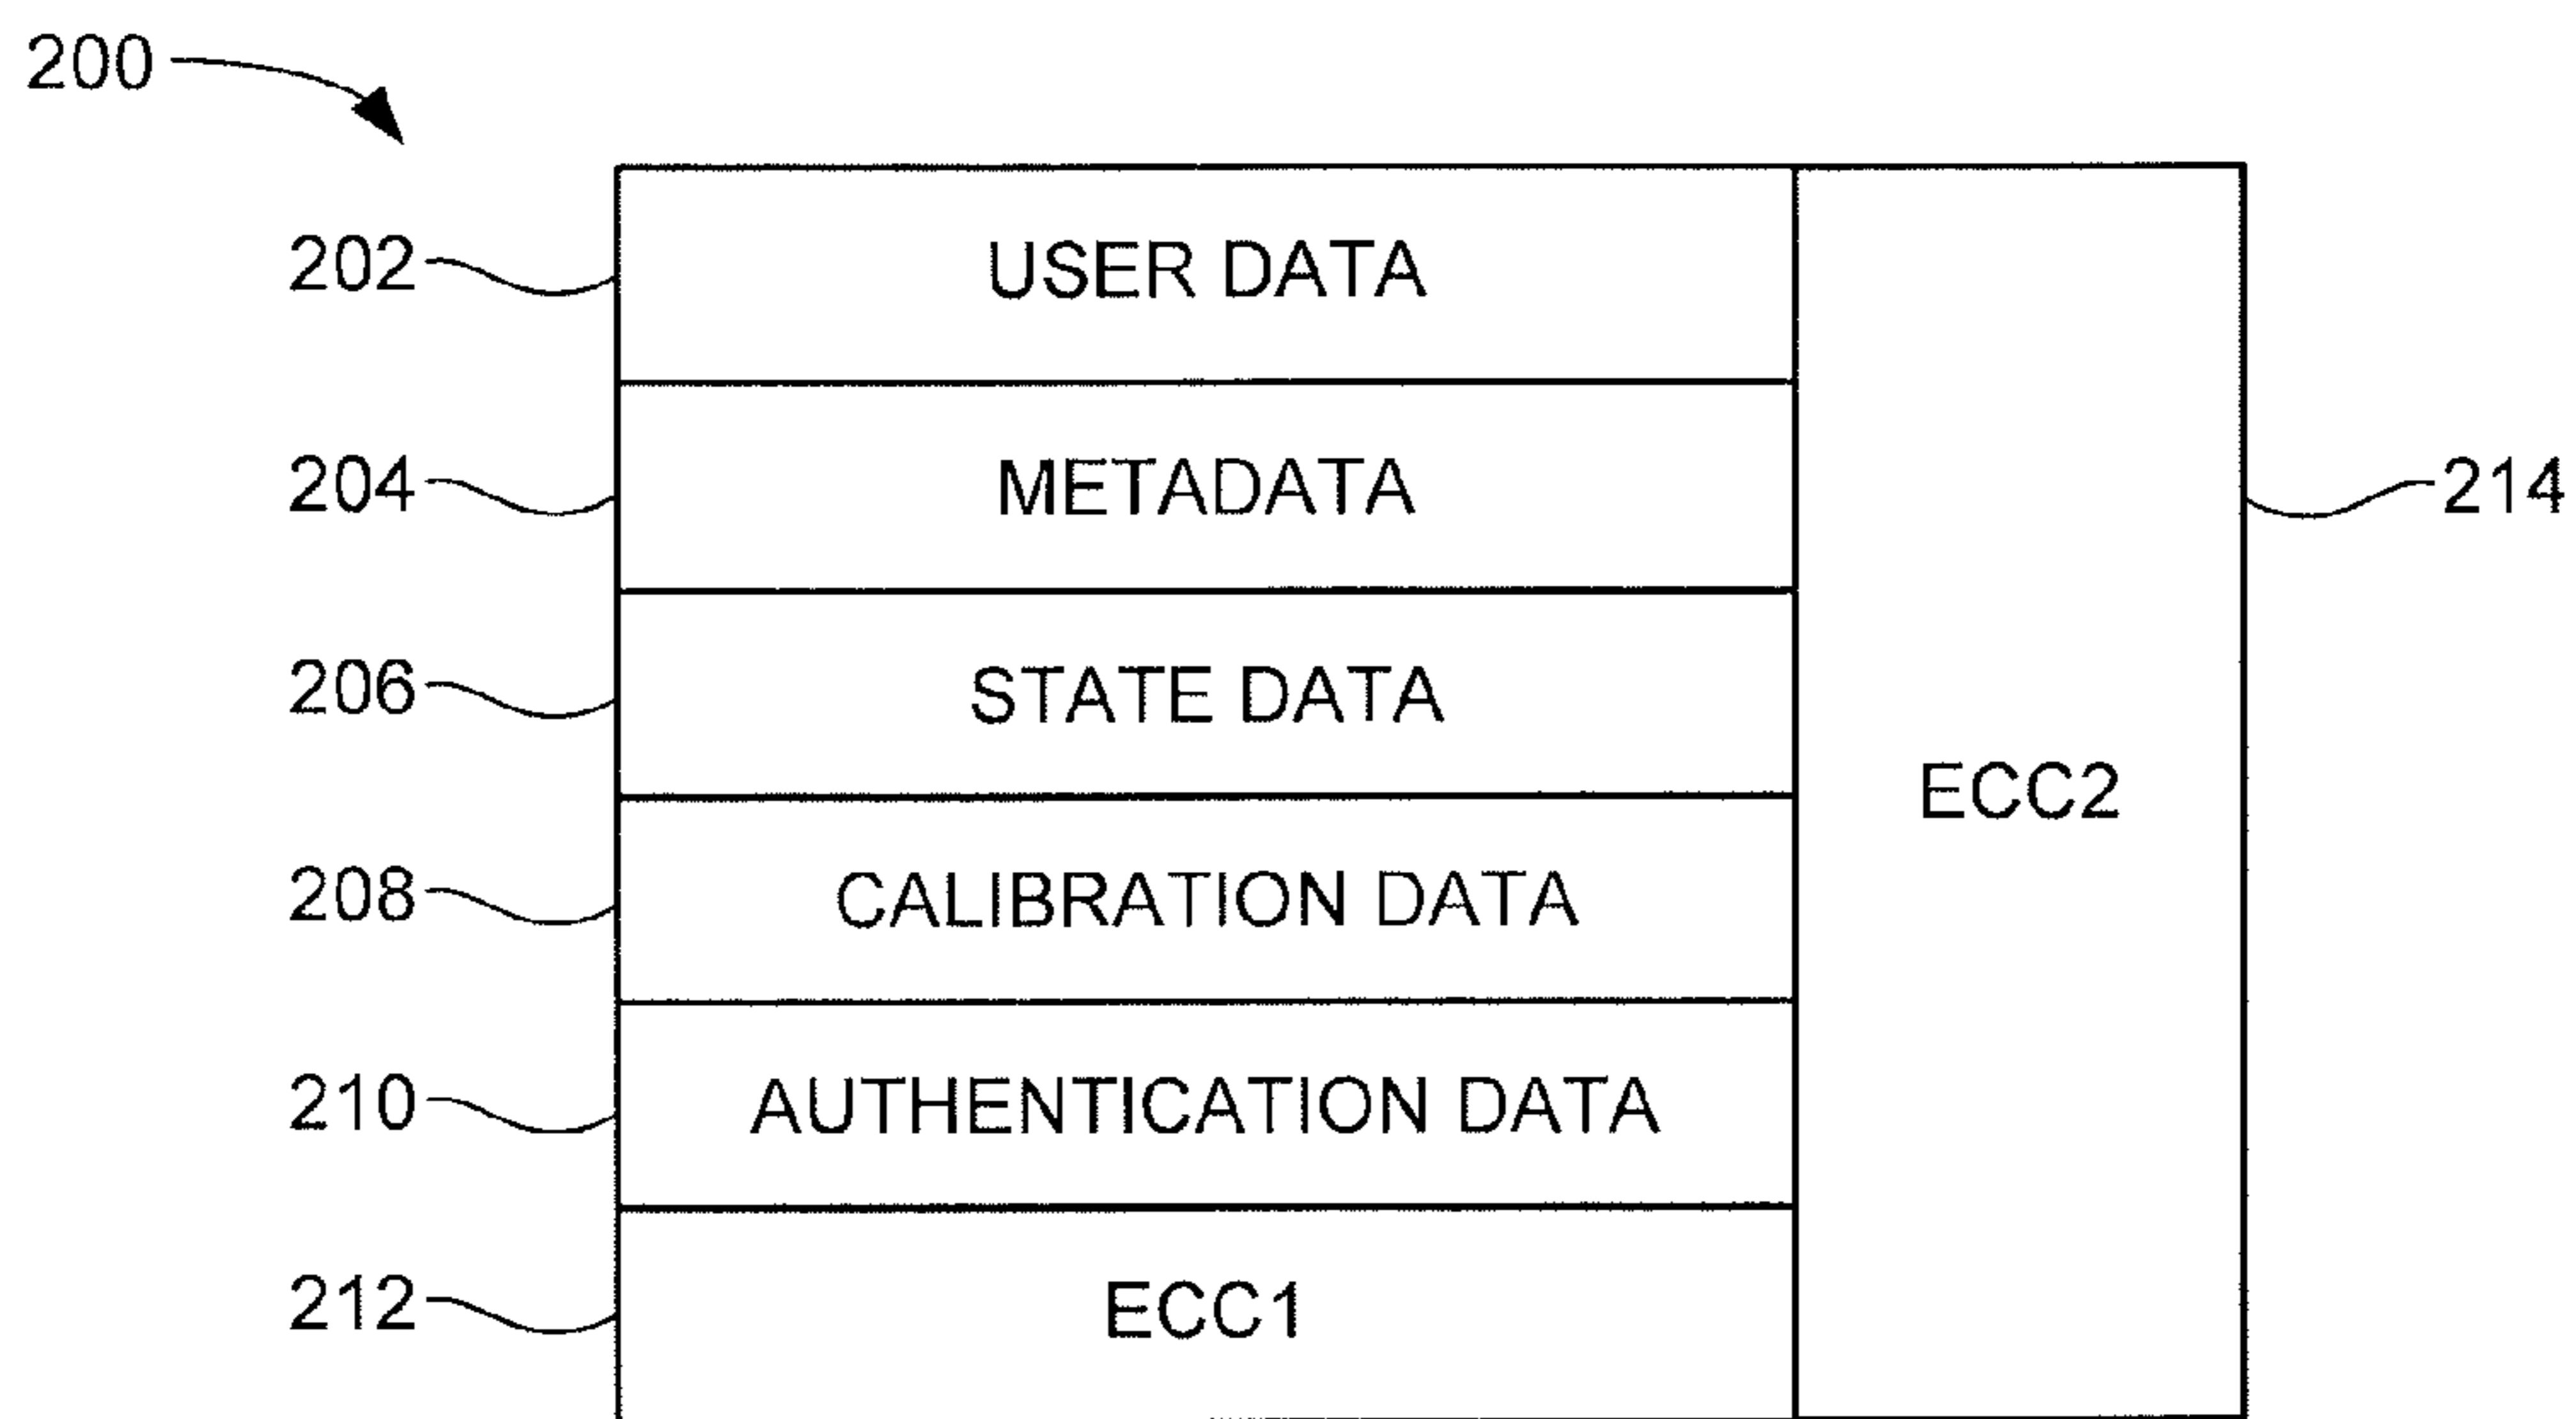 200
202 USER DATA
204 METADATA 214
206 STATE DATA
ECC2
208 CALIBRATION DATA
210 AUTHENTICATION DATA
212 ECC1